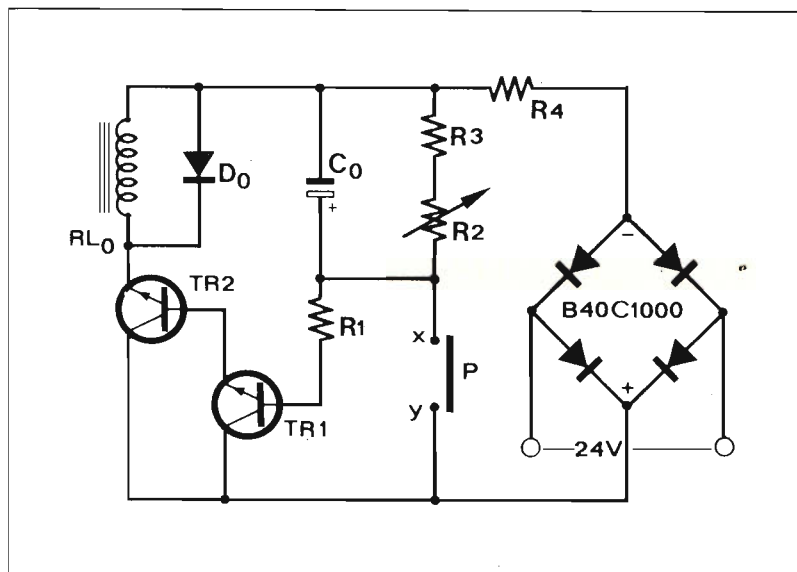 R4
R3
C0
D0
+
R2
RL0
−
TR2
B40C1000
R1
x
P
+
y
TR1
24V